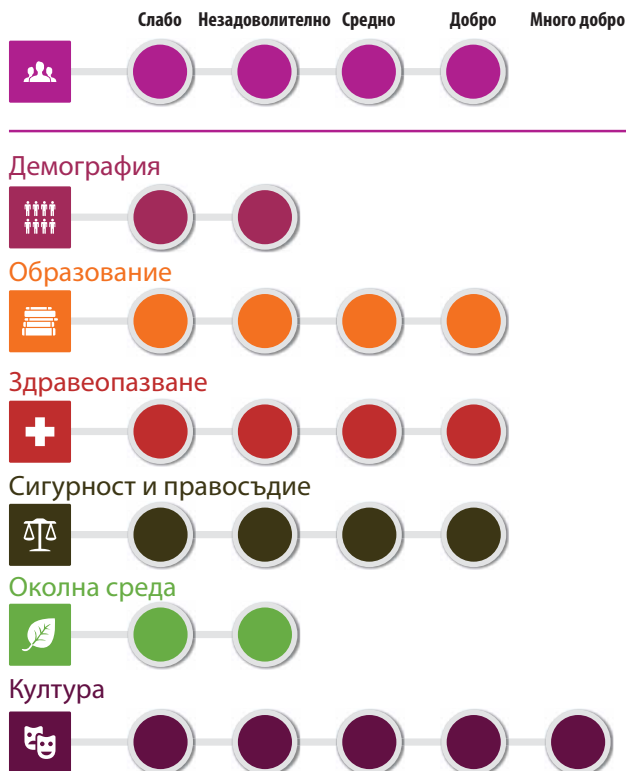 Слабо Незадоволително Средно Добро Много добро
Демография
Образование
Здравеопазване
Сигурност и правосъдие
Околна среда
Култура